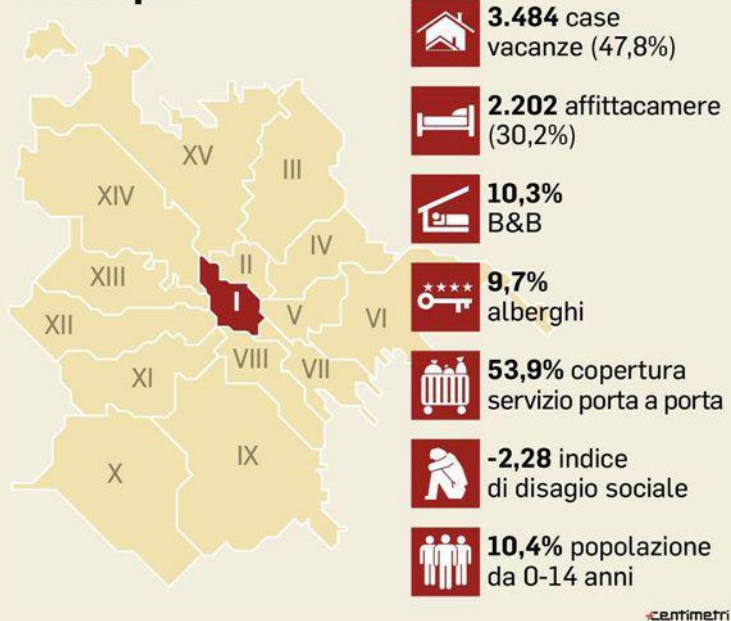 3.484 case
vacanze (47,8%)
2.202 affittacamere
(30,2%)
10,3%
B&B
9,7%
alberghi
53,9% copertura
servizio porta a porta
-2,28 indice
di disagio sociale
10,4% popolazione
da 0-14 anni
XV
III
XIV
IV
II
XIII
I
V
VI
XII
VIII
VII
XI
IX
X
centimetri